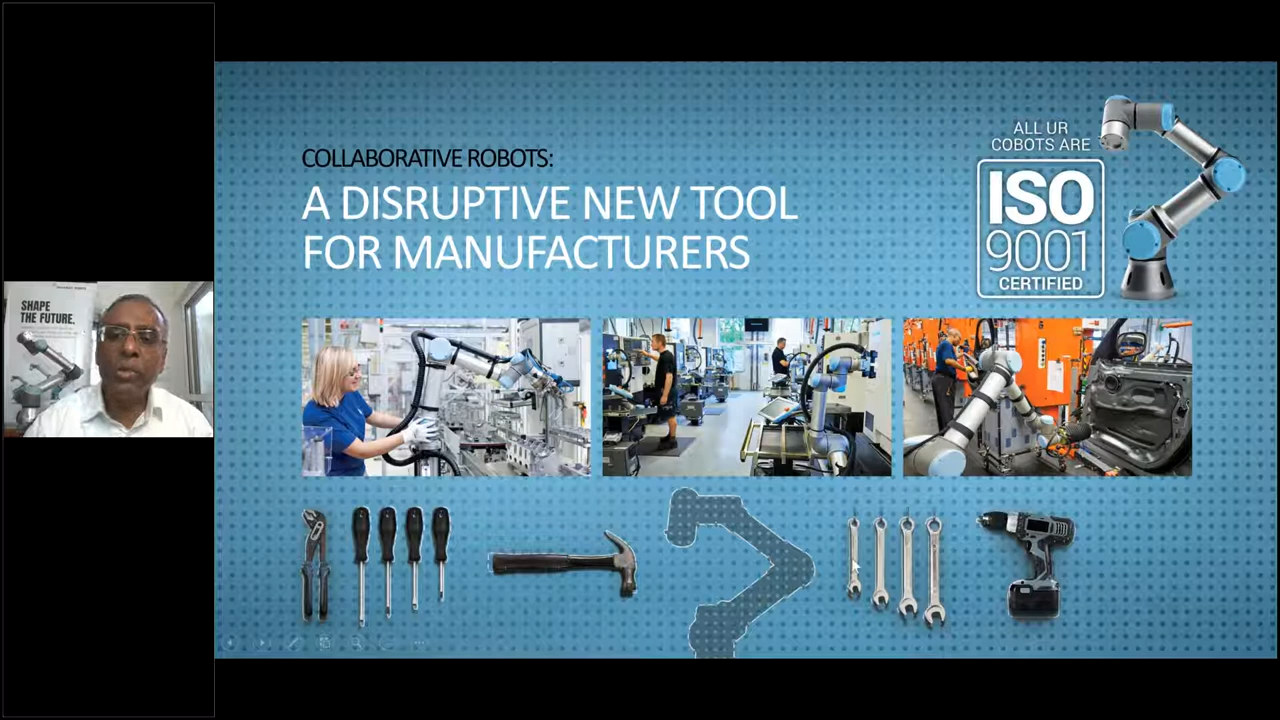 COLLABORATIVE ROBOTS:
A DISRUPTIVE NEW TOOL
FOR MANUFACTURERS
ALL UR
COBOTS ARE
ISO
9001
CERTIFIED
SHAPE
THE FUTURE.